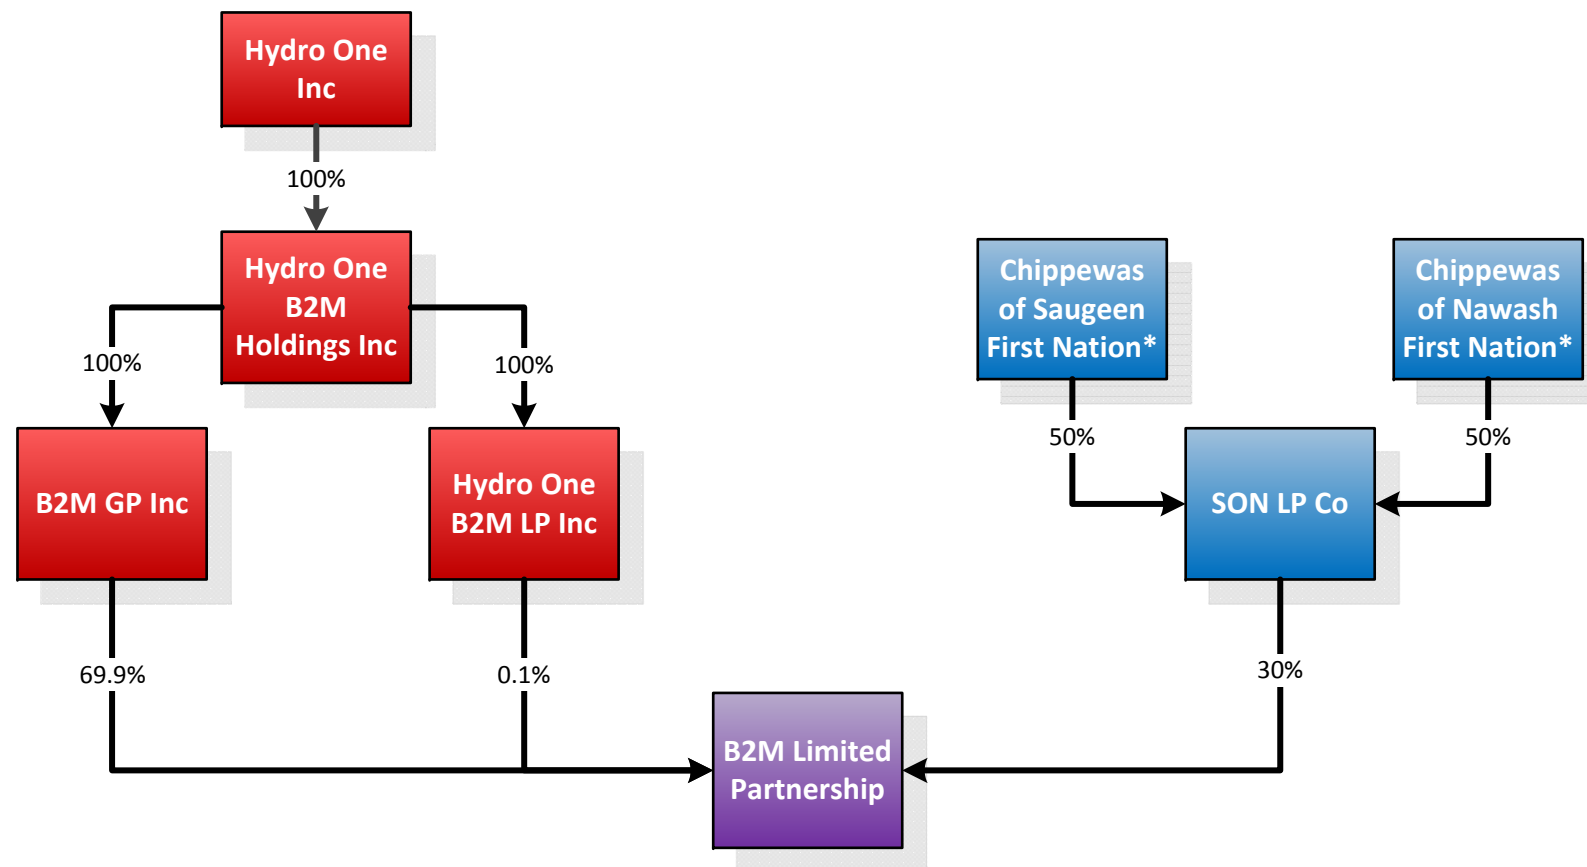 Hydro One
Inc
100%
Hydro One
B2M
Holdings Inc
Chippewas
of Saugeen
First Nation*
Chippewas
of Nawash
First Nation*
100%
100%
50%
50%
B2M GP Inc
Hydro One
B2M LP Inc
SON LP Co
69.9%
0.1%
30%
B2M Limited
Partnership